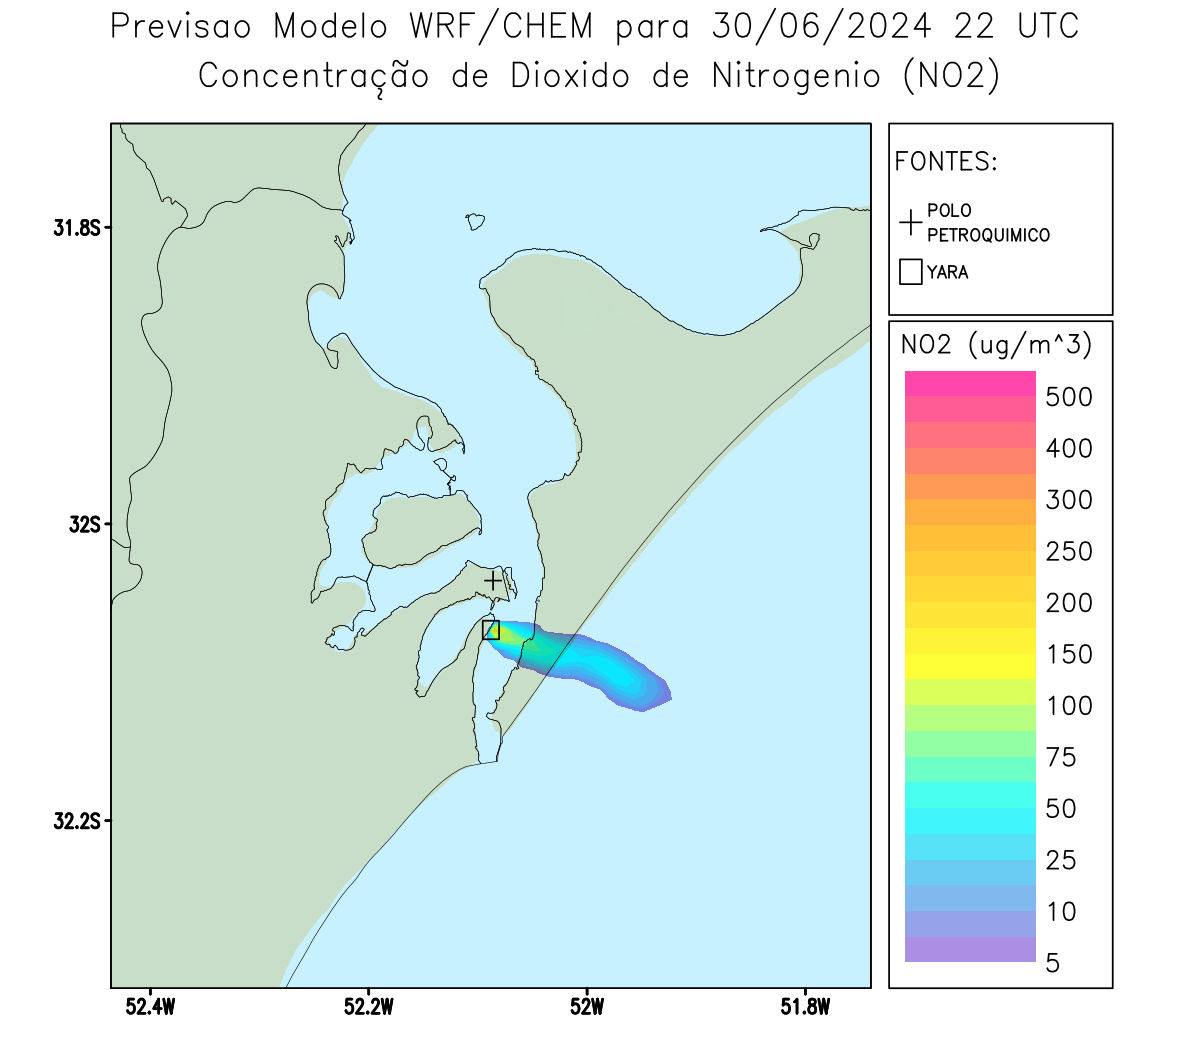 Previsao Modelo WRF/CHEM para 30/06/2024 22 UTC
Concentração de Dioxido de Nitrogenio (NO2)
FONTES:
POLO
PETROQUIMICO
YARA
NO2 (ug/m^3)
500
400
300
250
200
150
100
75
50
25
10
5
31.8S
32S
32.2S
52.4W
52.2W
52W
51.8W